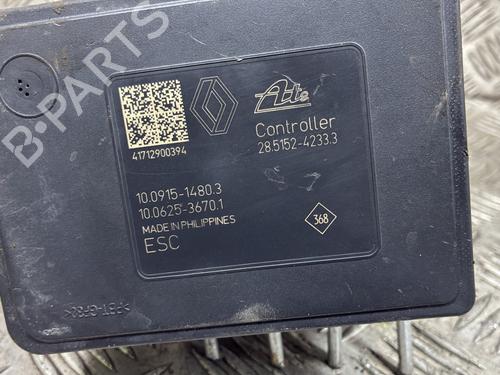 B-PARTS
Ate
Controller
28.5152-4233.3
41712900394
10.0915-1480.3
10.0625-3670.1
MADE IN PHILIPPINES
ESC
368